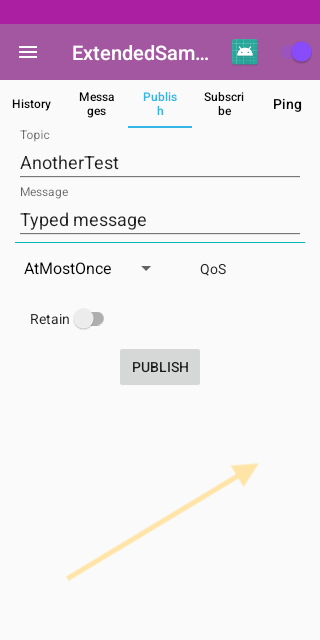 ExtendedSam...
History
Messa
ges
Publis
h
Subscri
be
Ping
Topic
AnotherTest
Message
Typed message
AtMostOnce
QoS
Retain
PUBLISH